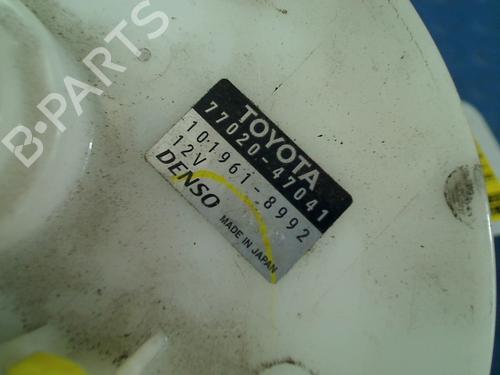 B-PARTS
TOYOTA
77020-47041
101961-8992
12V
DENSO
MADE IN JAPAN